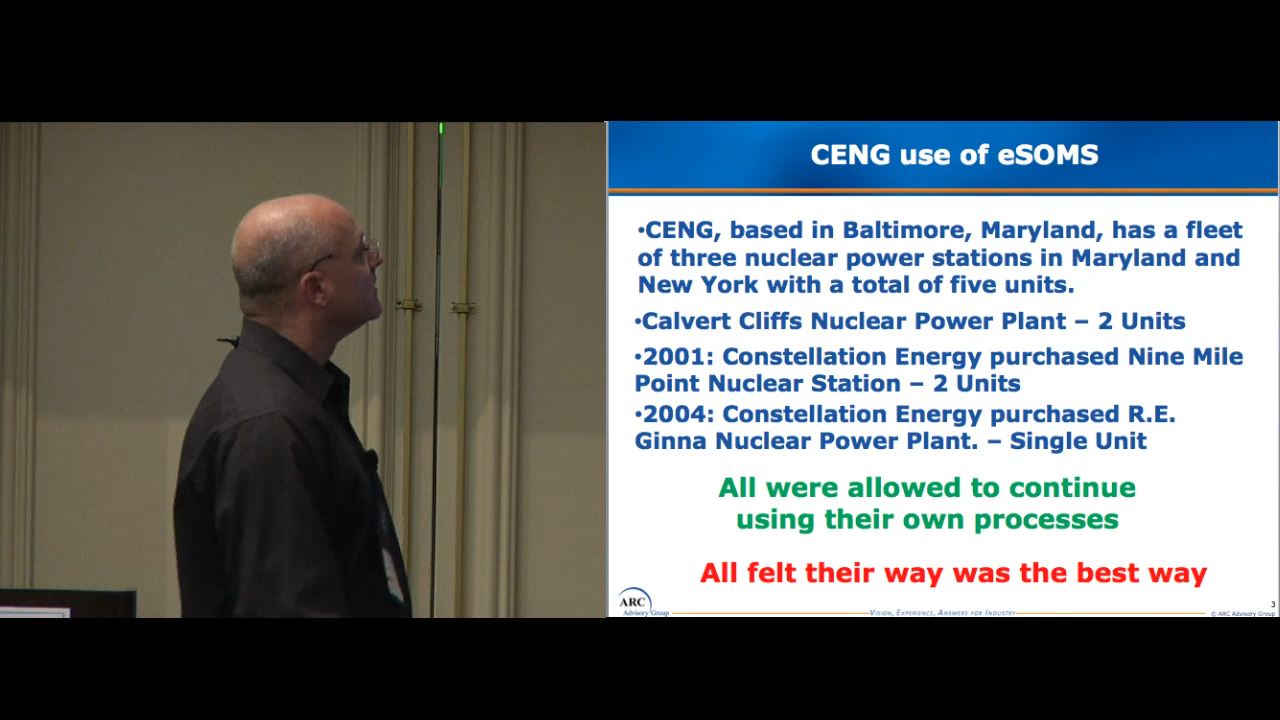 CENG use of eSOMS
•CENG, based in Baltimore, Maryland, has a fleet
of three nuclear power stations in Maryland and
New York with a total of five units.
•Calvert Cliffs Nuclear Power Plant – 2 Units
•2001: Constellation Energy purchased Nine Mile
Point Nuclear Station – 2 Units
•2004: Constellation Energy purchased R.E.
Ginna Nuclear Power Plant. – Single Unit
All were allowed to continue
using their own processes
All felt their way was the best way
ARC
Advisory Group
Vision, Experience, Answers for Industry
3
© ARC Advisory Group